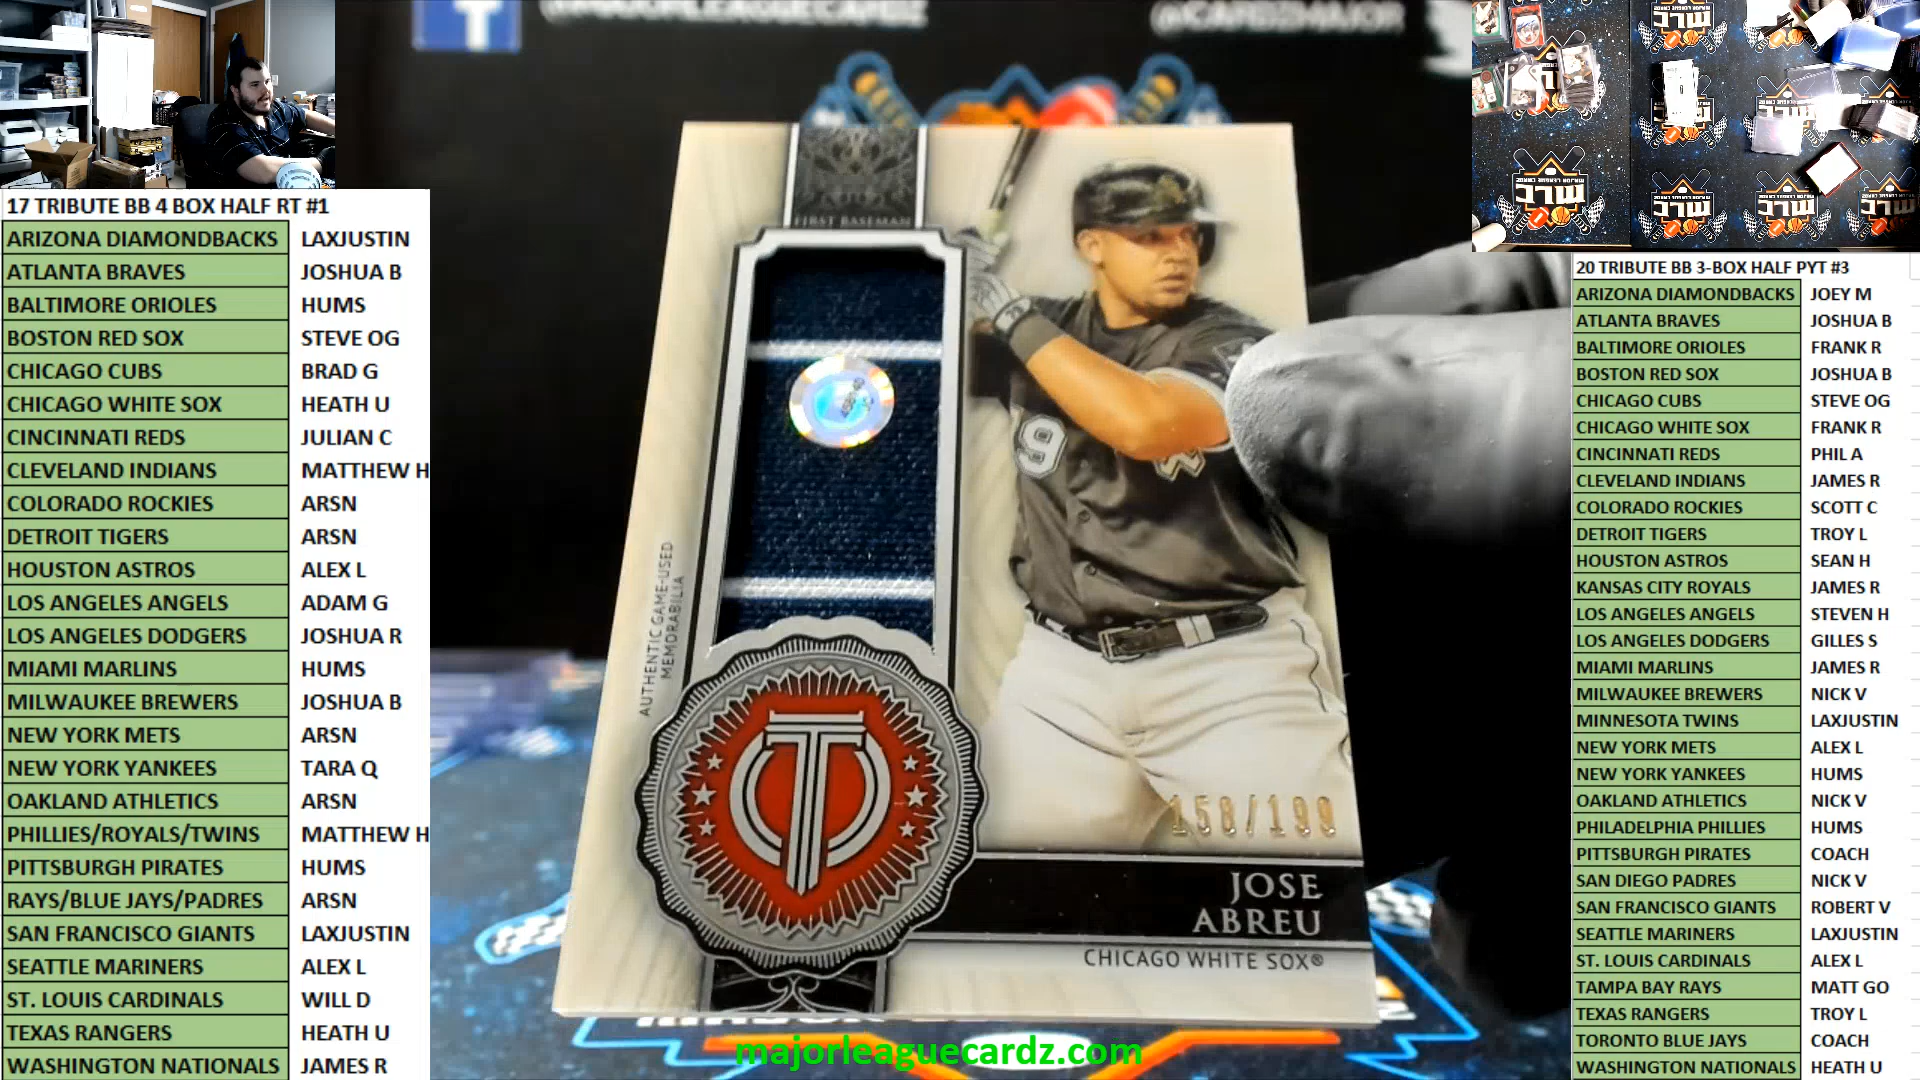 17 TRIBUTE BB 4 BOX HALF RT #1
ARIZONA DIAMONDBACKS LAXJUSTIN
ATLANTA BRAVES JOSHUA B
BALTIMORE ORIOLES HUMS
BOSTON RED SOX STEVE OG
CHICAGO CUBS BRAD G
CHICAGO WHITE SOX HEATH U
CINCINNATI REDS JULIAN C
CLEVELAND INDIANS MATTHEW H
COLORADO ROCKIES ARSN
DETROIT TIGERS ARSN
HOUSTON ASTROS ALEX L
LOS ANGELES ANGELS ADAM G
LOS ANGELES DODGERS JOSHUA R
MIAMI MARLINS HUMS
MILWAUKEE BREWERS JOSHUA B
NEW YORK METS ARSN
NEW YORK YANKEES TARA Q
OAKLAND ATHLETICS ARSN
PHILLIES/ROYALS/TWINS MATTHEW H
PITTSBURGH PIRATES HUMS
RAYS/BLUE JAYS/PADRES ARSN
SAN FRANCISCO GIANTS LAXJUSTIN
SEATTLE MARINERS ALEX L
ST. LOUIS CARDINALS WILL D
TEXAS RANGERS HEATH U
WASHINGTON NATIONALS JAMES R
FIRST BASEMAN
AUTHENTIC GAME-USED
MEMORABILIA
9
T
158/199
JOSE
ABREU
CHICAGO WHITE SOX®
majorleaguecardz.com
20 TRIBUTE BB 3-BOX HALF PYT #3
ARIZONA DIAMONDBACKS JOEY M
ATLANTA BRAVES JOSHUA B
BALTIMORE ORIOLES FRANK R
BOSTON RED SOX JOSHUA B
CHICAGO CUBS STEVE OG
CHICAGO WHITE SOX FRANK R
CINCINNATI REDS PHIL A
CLEVELAND INDIANS JAMES R
COLORADO ROCKIES SCOTT C
DETROIT TIGERS TROY L
HOUSTON ASTROS SEAN H
KANSAS CITY ROYALS JAMES R
LOS ANGELES ANGELS STEVEN H
LOS ANGELES DODGERS GILLES S
MIAMI MARLINS JAMES R
MILWAUKEE BREWERS NICK V
MINNESOTA TWINS LAXJUSTIN
NEW YORK METS ALEX L
NEW YORK YANKEES HUMS
OAKLAND ATHLETICS NICK V
PHILADELPHIA PHILLIES HUMS
PITTSBURGH PIRATES COACH
SAN DIEGO PADRES NICK V
SAN FRANCISCO GIANTS ROBERT V
SEATTLE MARINERS LAXJUSTIN
ST. LOUIS CARDINALS ALEX L
TAMPA BAY RAYS MATT GO
TEXAS RANGERS TROY L
TORONTO BLUE JAYS COACH
WASHINGTON NATIONALS HEATH U